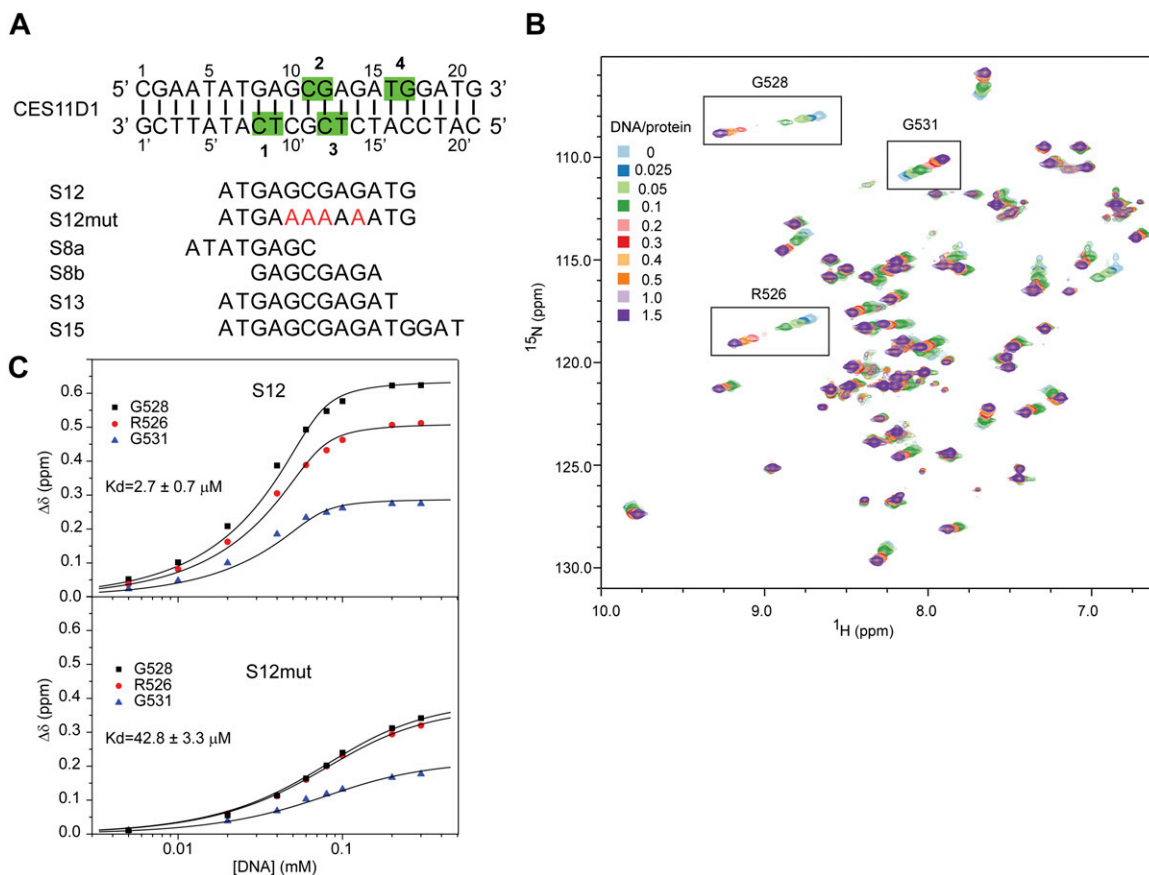 A
2 4
1 5 10 15 20
5' CGAATATGAGCGAGATGGATG 3'
CES11D1
3' GCTTATACTCGCTCTACCTAC 5'
1' 5' 10' 15' 20'
1 3
S12 ATGAGCGAGATG
S12mut ATGAAAAAAATG
S8a ATATGAGC
S8b GAGCGAGA
S13 ATGAGCGAGAT
S15 ATGAGCGAGATGGAT
B
G528
G531
R526
DNA/protein
0
0.025
0.05
0.1
0.2
0.3
0.4
0.5
1.0
1.5
110.0
115.0
120.0
125.0
130.0
15N (ppm)
10.0 9.0 8.0 7.0
1H (ppm)
C
S12
G528
R526
G531
Kd=2.7 ± 0.7 μM
0.6
0.5
0.4
0.3
0.2
0.1
0.0
Δδ (ppm)
S12mut
G528
R526
G531
Kd=42.8 ± 3.3 μM
0.6
0.5
0.4
0.3
0.2
0.1
0.0
Δδ (ppm)
0.01 0.1
[DNA] (mM)